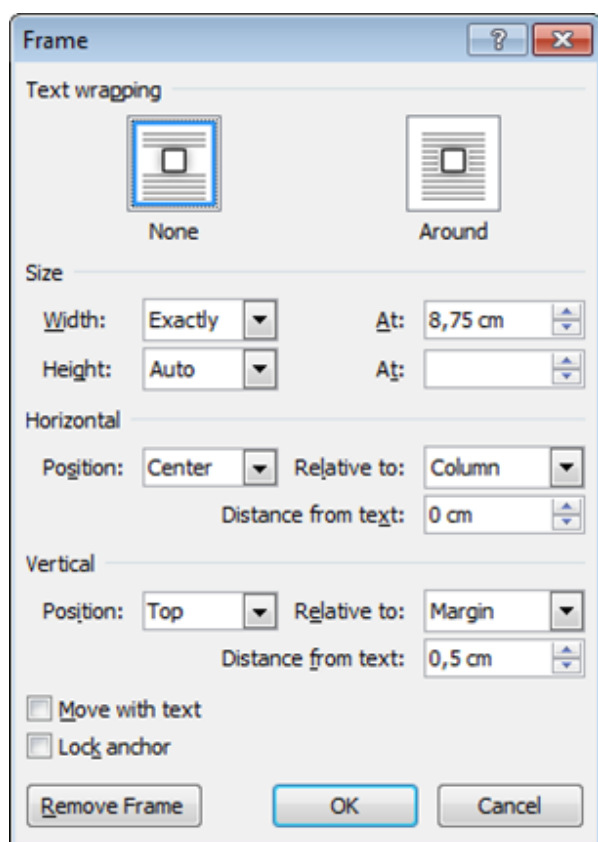 Frame
Text wrapping
None Around
Size
Width: Exactly At: 8,75 cm
Height: Auto At:
Horizontal
Position: Center Relative to: Column
Distance from text: 0 cm
Vertical
Position: Top Relative to: Margin
Distance from text: 0,5 cm
Move with text
Lock anchor
Remove Frame OK Cancel